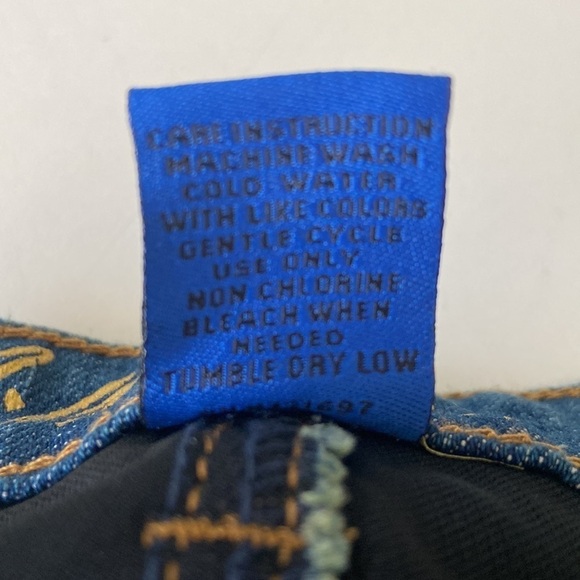 CARE INSTRUCTION
MACHINE WASH
COLD WATER
WITH LIKE COLORS
GENTLE CYCLE
USE ONLY
NON CHLORINE
BLEACH WHEN
NEEDED
TUMBLE DRY LOW